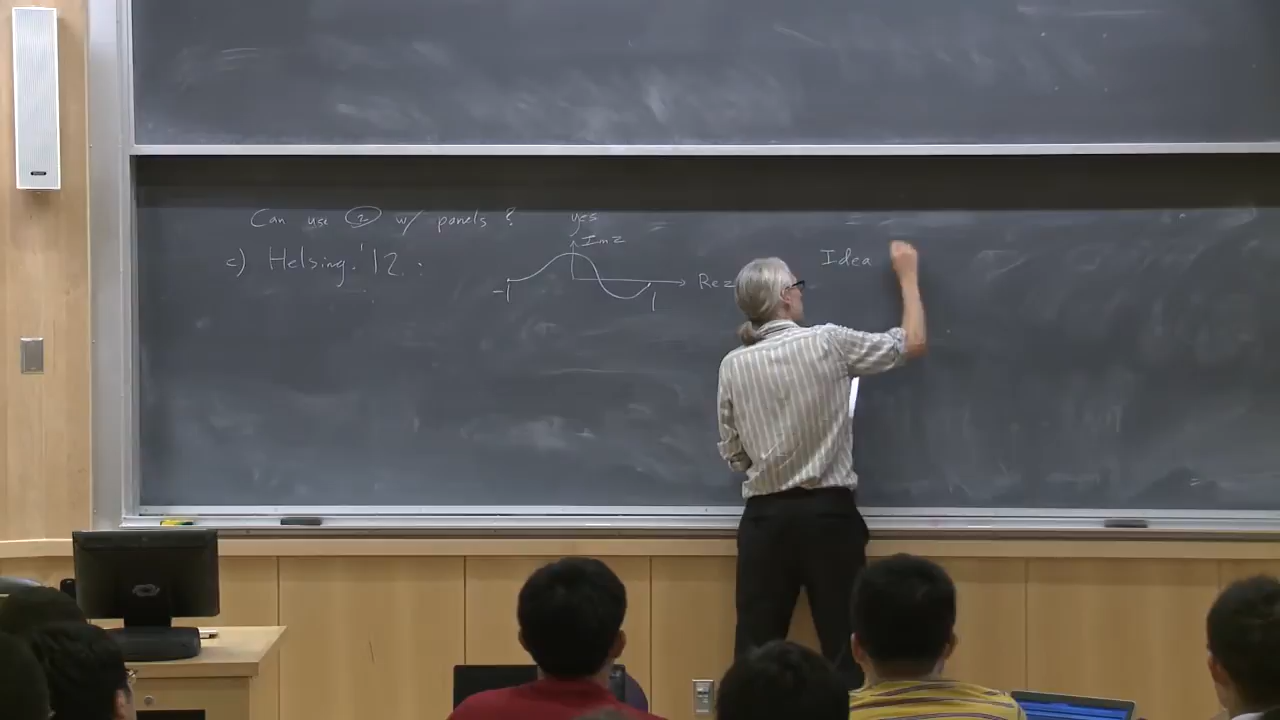 Can use ② w/ panels ? yes
c) Helsing. '12. :
Im z
Re z
-1
1
Idea